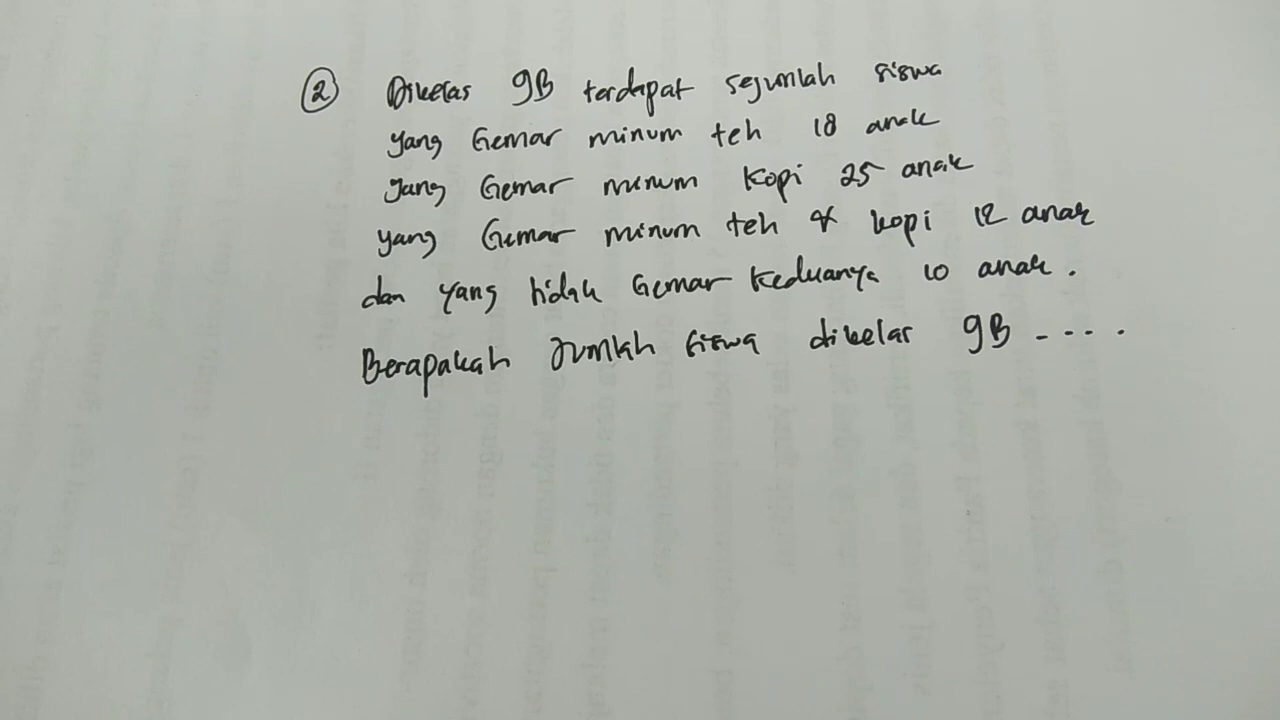 ② Dikelas 9B terdapat sejumlah siswa
yang Gemar minum teh 18 anak
yang Gemar minum kopi 25 anak
yang Gemar minum teh & kopi 12 anak
dan yang tidak Gemar keduanya 10 anak.
Berapakah Jumlah siswa dikelas 9B - - - -.